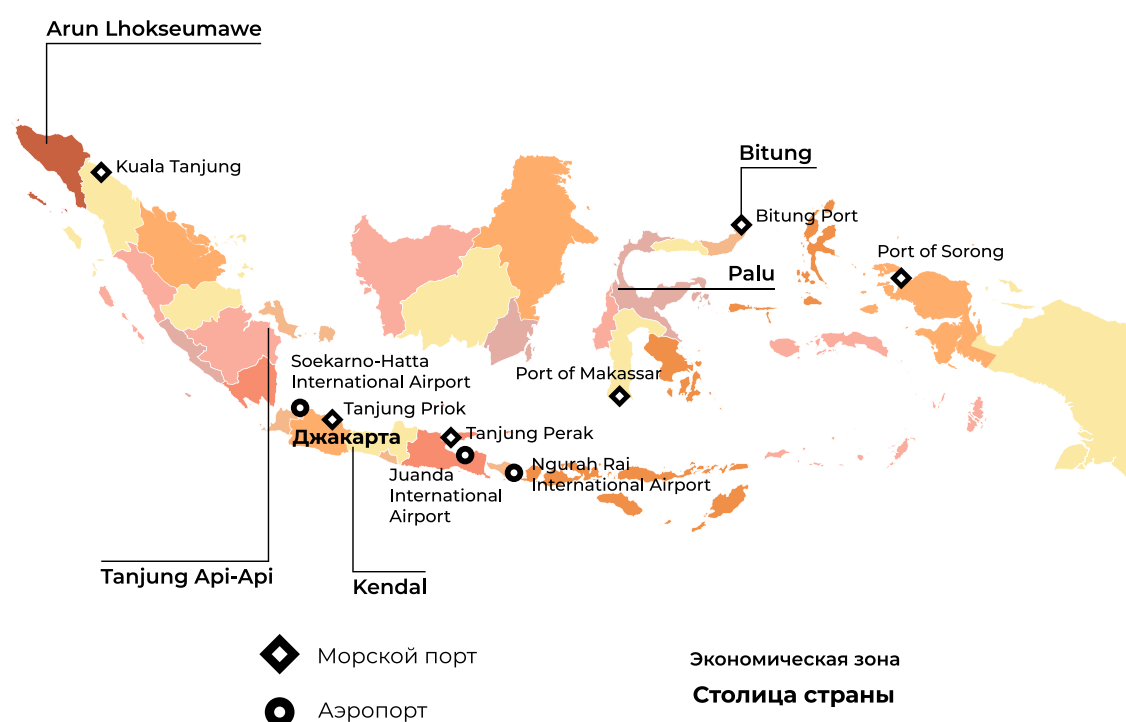 Arun Lhokseumawe
Kuala Tanjung
Bitung
Bitung Port
Port of Sorong
Palu
Soekarno-Hatta
International Airport
Port of Makassar
Tanjung Priok
Джакарта
Tanjung Perak
Juanda
International
Airport
Ngurah Rai
International Airport
Tanjung Api-Api
Kendal
Морской порт
Экономическая зона
Столица страны
Аэропорт